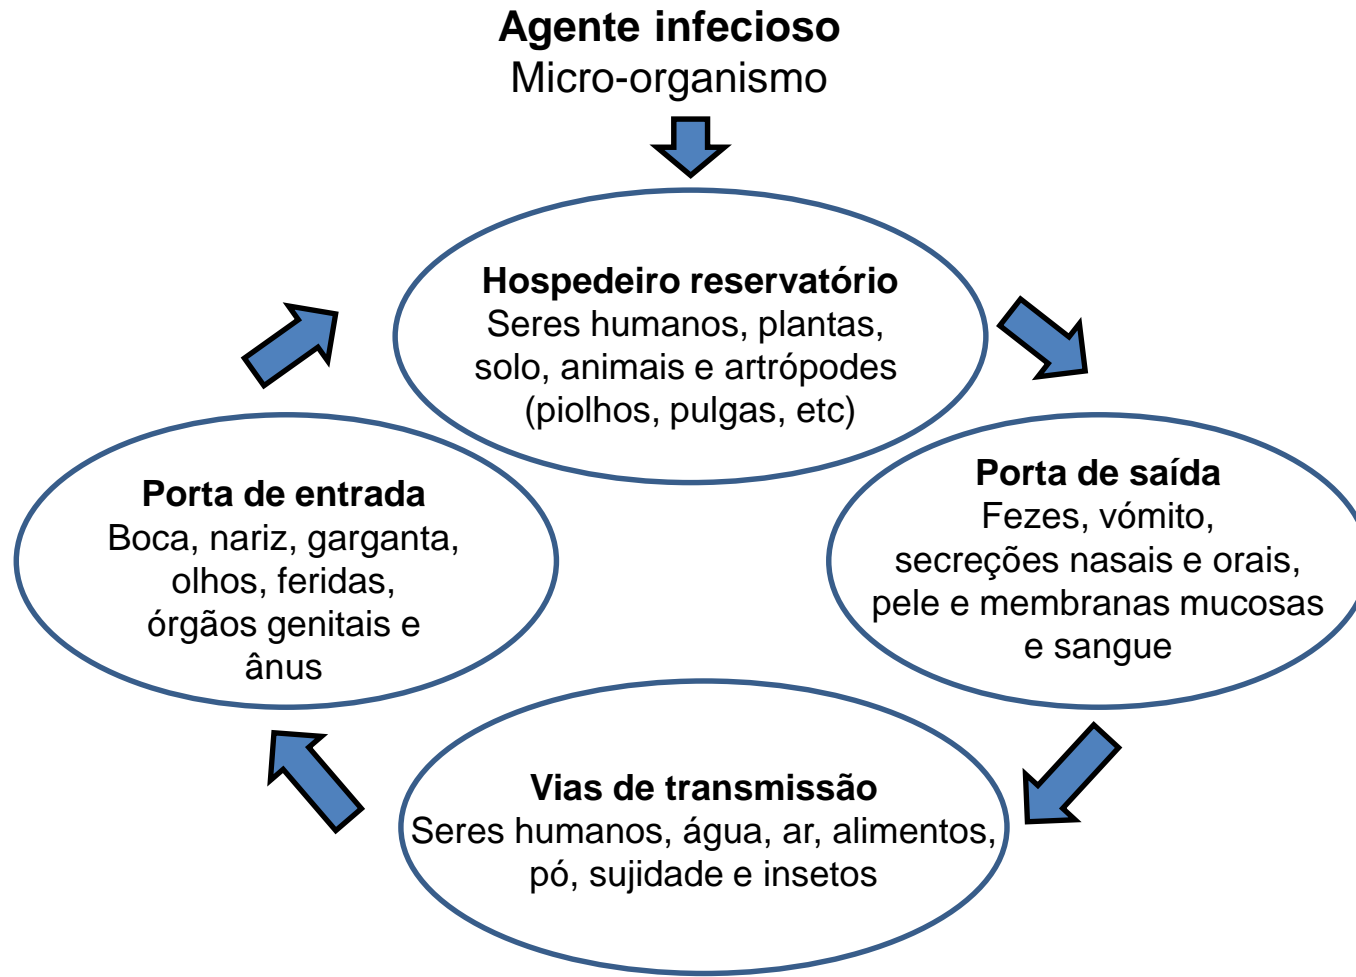 Agente infecioso
Micro-organismo
Hospedeiro reservatório
Seres humanos, plantas,
solo, animais e artrópodes
(piolhos, pulgas, etc)
Porta de saída
Fezes, vómito,
secreções nasais e orais,
pele e membranas mucosas
e sangue
Vias de transmissão
Seres humanos, água, ar, alimentos,
pó, sujidade e insetos
Porta de entrada
Boca, nariz, garganta,
olhos, feridas,
órgãos genitais e
ânus